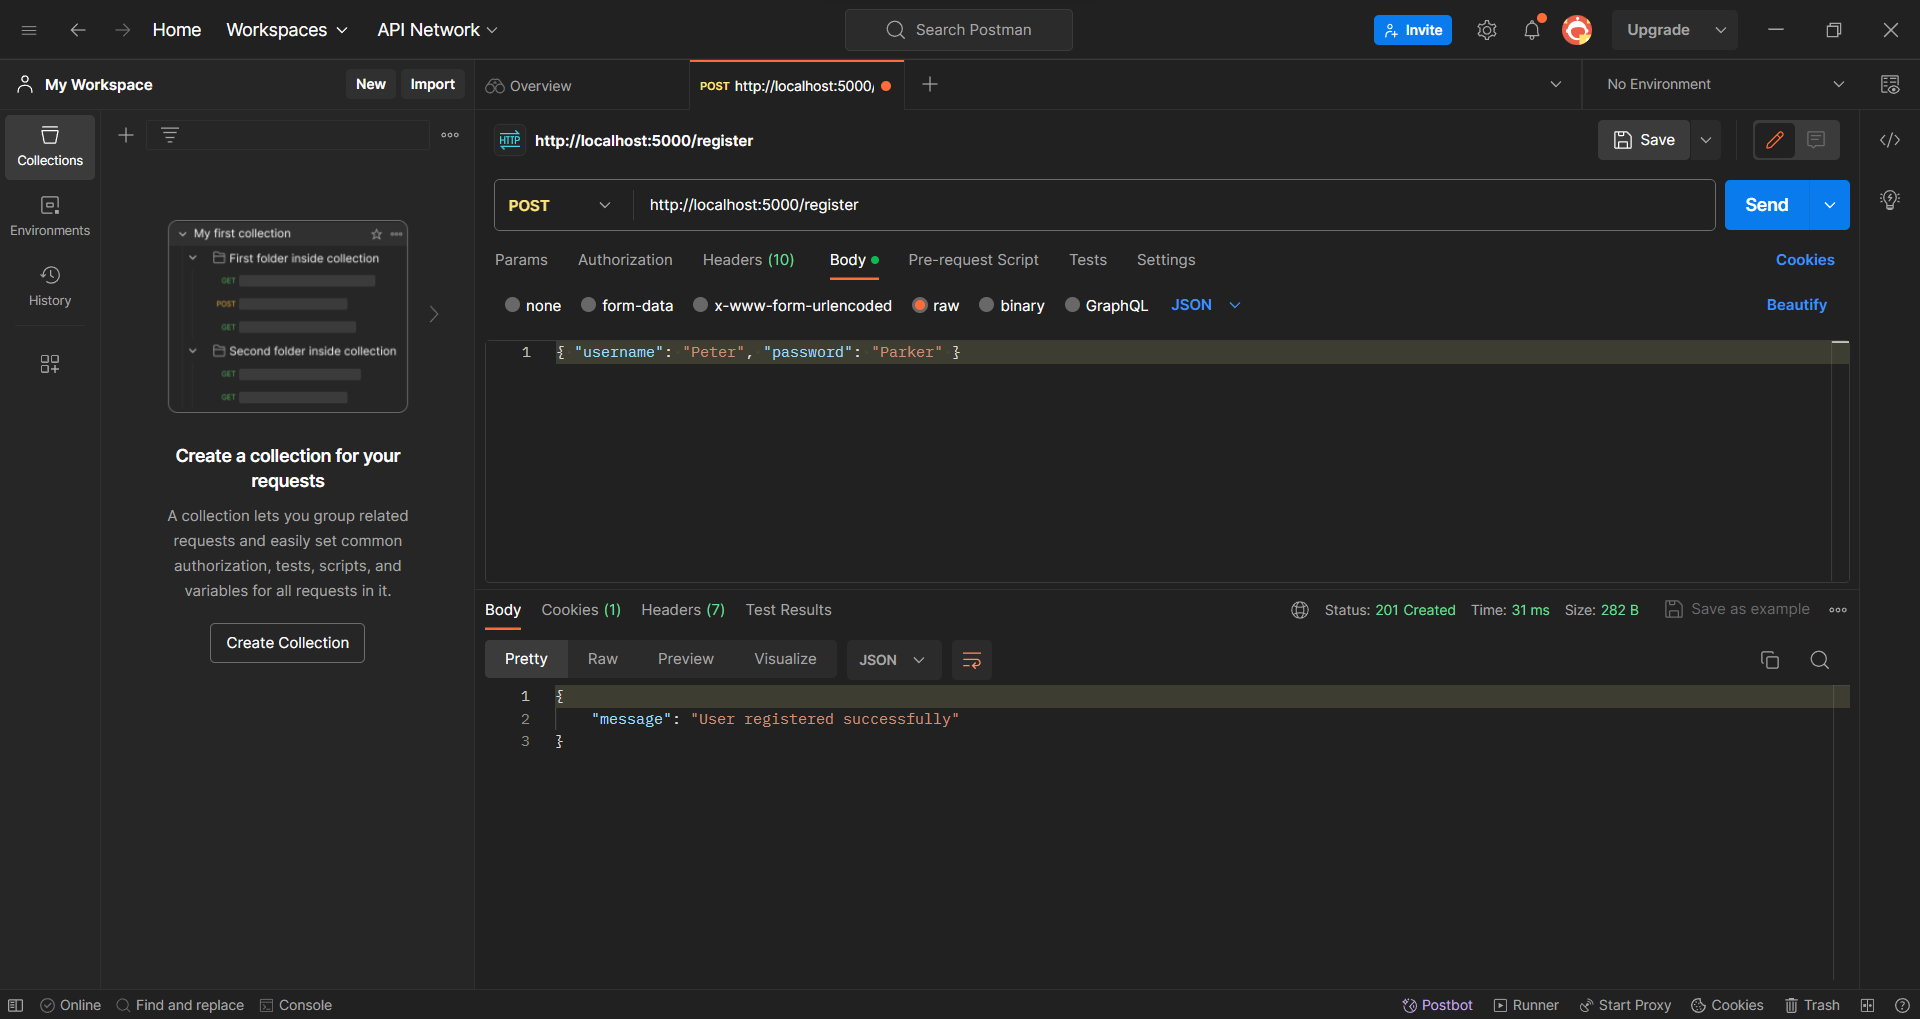 Home Workspaces API Network Search Postman Invite Upgrade
My Workspace New Import Overview POST http://localhost:5000/ No Environment
Collections
Environments
History
My first collection
First folder inside collection
GET
POST
GET
Second folder inside collection
GET
GET
Create a collection for your
requests
A collection lets you group related
requests and easily set common
authorization, tests, scripts, and
variables for all requests in it.
Create Collection
HTTP http://localhost:5000/register Save
POST http://localhost:5000/register Send
Params Authorization Headers (10) Body Pre-request Script Tests Settings Cookies
none form-data x-www-form-urlencoded raw binary GraphQL JSON Beautify
1 { "username": "Peter", "password": "Parker" }
Body Cookies (1) Headers (7) Test Results Status: 201 Created Time: 31 ms Size: 282 B Save as example
Pretty Raw Preview Visualize JSON
1 {
2 "message": "User registered successfully"
3 }
Online Find and replace Console Postbot Runner Start Proxy Cookies Trash